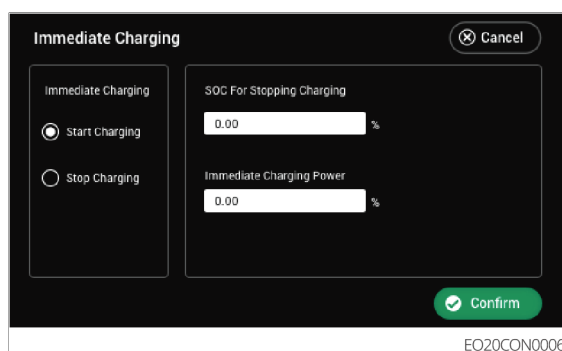 Immediate Charging
Cancel
Immediate Charging
Start Charging
Stop Charging
SOC For Stopping Charging
0.00 %
Immediate Charging Power
0.00 %
Confirm
EO20CON0006